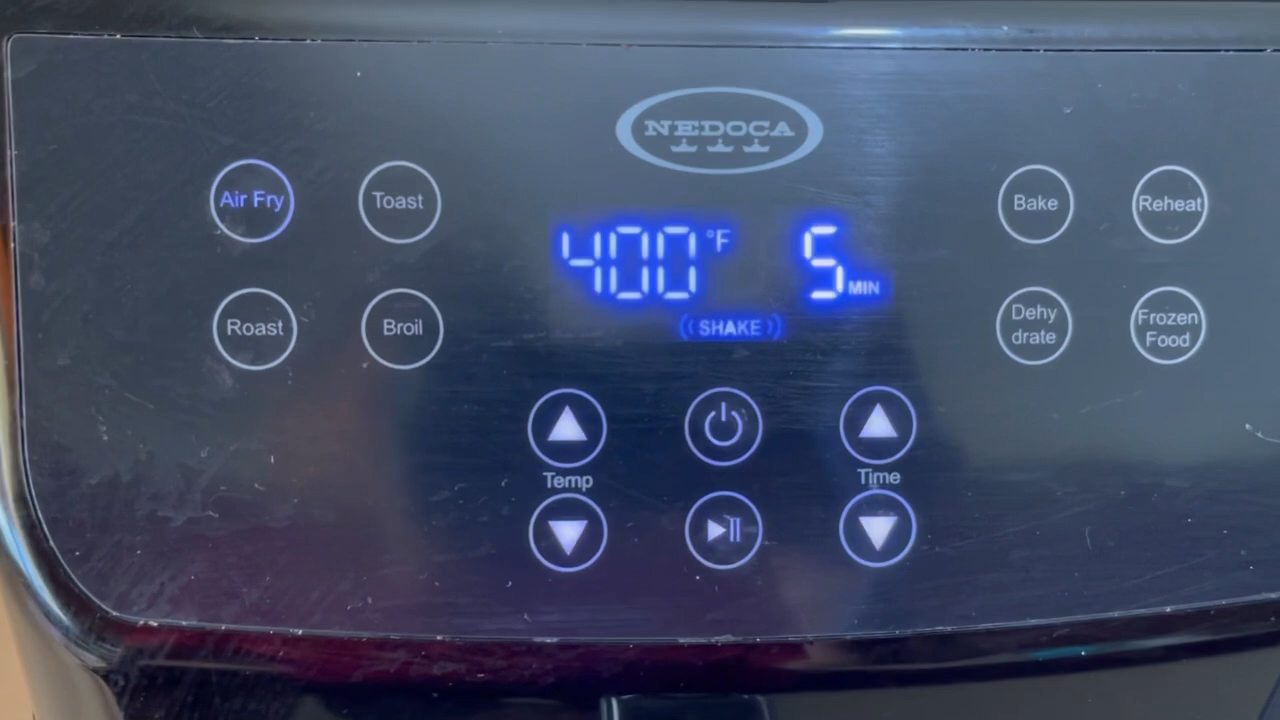 NEDOCA
Air Fry
Toast
Bake
Reheat
400 °F
5 MIN
SHAKE
Roast
Broil
Dehy
drate
Frozen
Food
Temp
Time